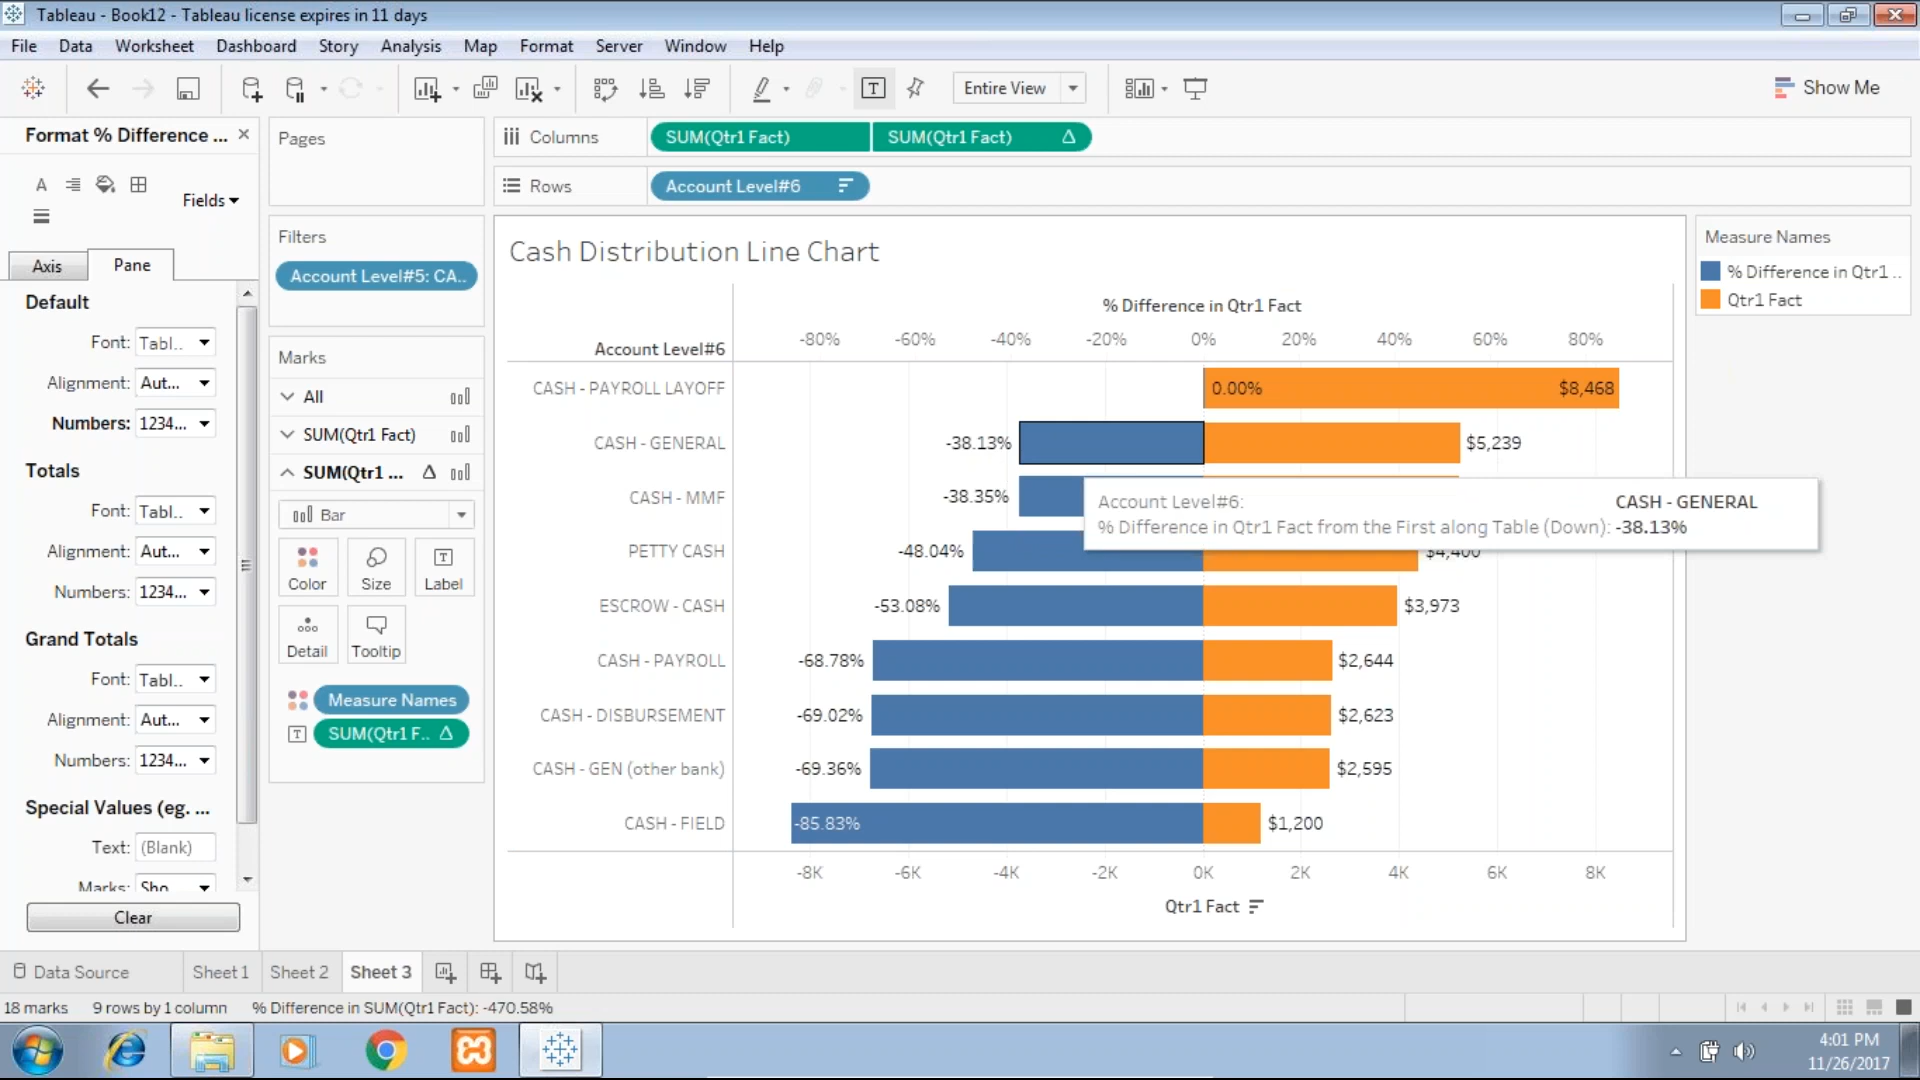 Tableau - Book12 - Tableau license expires in 11 days
File Data Worksheet Dashboard Story Analysis Map Format Server Window Help
Entire View
Show Me
Format % Difference ...
Fields
Axis
Pane
Default
Font: Tabl..
Alignment: Aut...
Numbers: 1234...
Totals
Font: Tabl..
Alignment: Aut...
Numbers: 1234...
Grand Totals
Font: Tabl..
Alignment: Aut...
Numbers: 1234...
Special Values (eg. ...
Text: (Blank)
Marks: Sho
Clear
Pages
Filters
Account Level#5: CA..
Marks
All
SUM(Qtr1 Fact)
SUM(Qtr1 ... Δ
Bar
Color
Size
Label
Detail
Tooltip
Measure Names
SUM(Qtr1 F.. Δ
Columns
SUM(Qtr1 Fact)
SUM(Qtr1 Fact) Δ
Rows
Account Level#6
Cash Distribution Line Chart
% Difference in Qtr1 Fact
Account Level#6
-80% -60% -40% -20% 0% 20% 40% 60% 80%
CASH - PAYROLL LAYOFF 0.00% $8,468
CASH - GENERAL -38.13% $5,239
CASH - MMF -38.35%
Account Level#6: CASH - GENERAL
% Difference in Qtr1 Fact from the First along Table (Down): -38.13%
PETTY CASH -48.04% $4,400
ESCROW - CASH -53.08% $3,973
CASH - PAYROLL -68.78% $2,644
CASH - DISBURSEMENT -69.02% $2,623
CASH - GEN (other bank) -69.36% $2,595
CASH - FIELD -85.83% $1,200
-8K -6K -4K -2K 0K 2K 4K 6K 8K
Qtr1 Fact
Measure Names
% Difference in Qtr1 ..
Qtr1 Fact
Data Source
Sheet 1
Sheet 2
Sheet 3
18 marks
9 rows by 1 column
% Difference in SUM(Qtr1 Fact): -470.58%
4:01 PM
11/26/2017